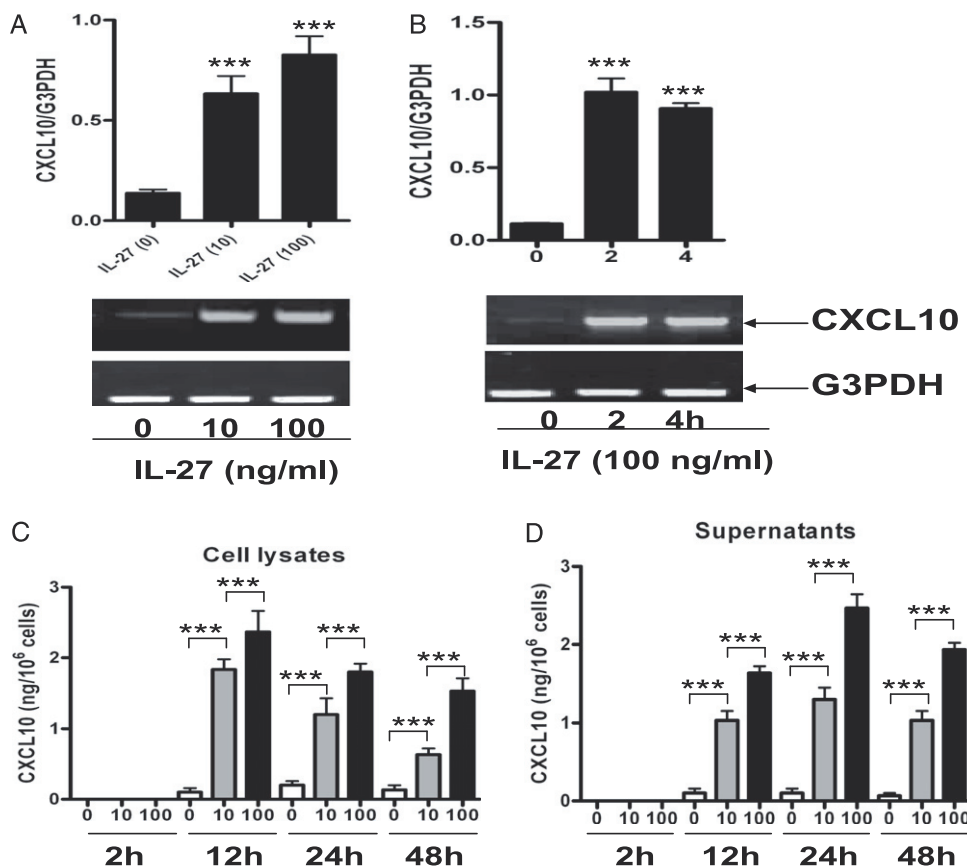 A
CXCL10/G3PDH
1.0
0.5
0.0
***
***
IL-27 (0)
IL-27 (10)
IL-27 (100)
0 10 100
IL-27 (ng/ml)
B
CXCL10/G3PDH
1.5
1.0
0.5
0.0
***
***
0 2 4
CXCL10
G3PDH
0 2 4h
IL-27 (100 ng/ml)
C
Cell lysates
CXCL10 (ng/10⁶ cells)
3
2
1
0
*** ***
*** ***
*** ***
0 10 100 0 10 100 0 10 100 0 10 100
2h 12h 24h 48h
D
Supernatants
CXCL10 (ng/10⁶ cells)
3
2
1
0
*** ***
*** ***
*** ***
0 10 100 0 10 100 0 10 100 0 10 100
2h 12h 24h 48h